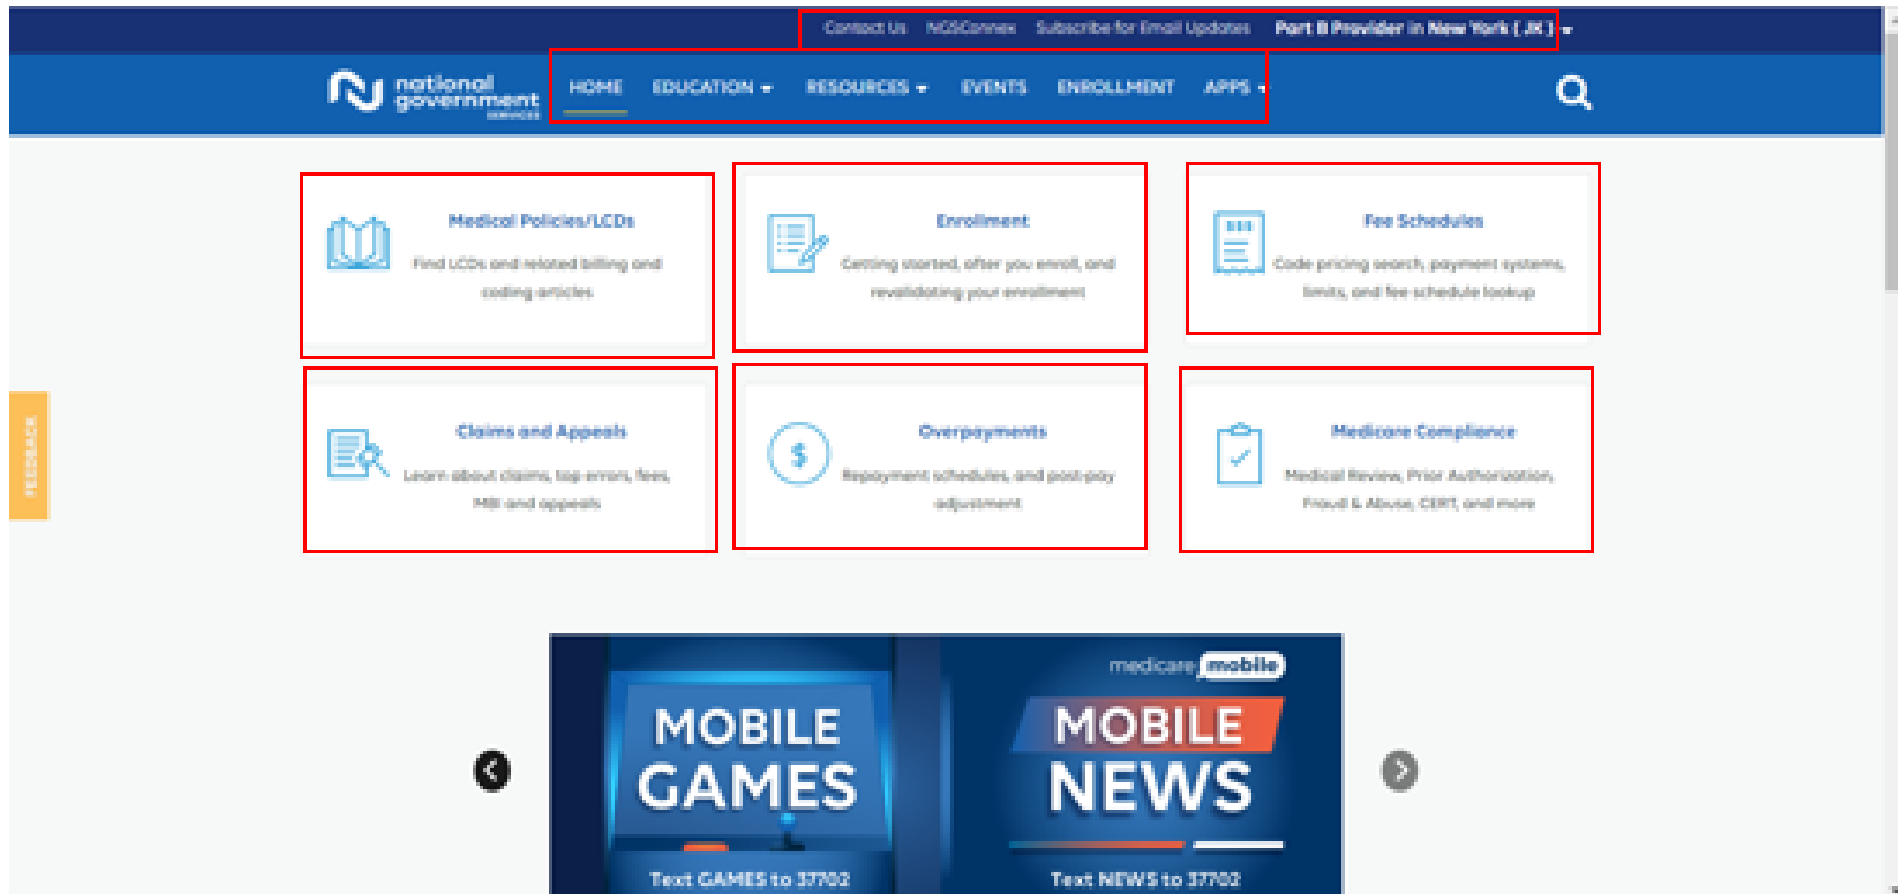 Contact Us NGSConnex Subscribe for Email Updates Part B Provider in New York ( JK )
national
government
SERVICES
HOME EDUCATION RESOURCES EVENTS ENROLLMENT APPS
Medical Policies/LCDs
Find LCDs and related billing and
coding articles
Enrollment
Getting started, after you enroll, and
revalidating your enrollment
Fee Schedules
Code pricing search, payment systems,
limits, and fee schedule lookup
Claims and Appeals
Learn about claims, top errors, fees,
MBI and appeals
Overpayments
Repayment schedules, and post-pay
adjustment
Medicare Compliance
Medical Review, Prior Authorization,
Fraud & Abuse, CERT, and more
FEEDBACK
MOBILE
GAMES
Text GAMES to 37702
medicare mobile
MOBILE
NEWS
Text NEWS to 37702